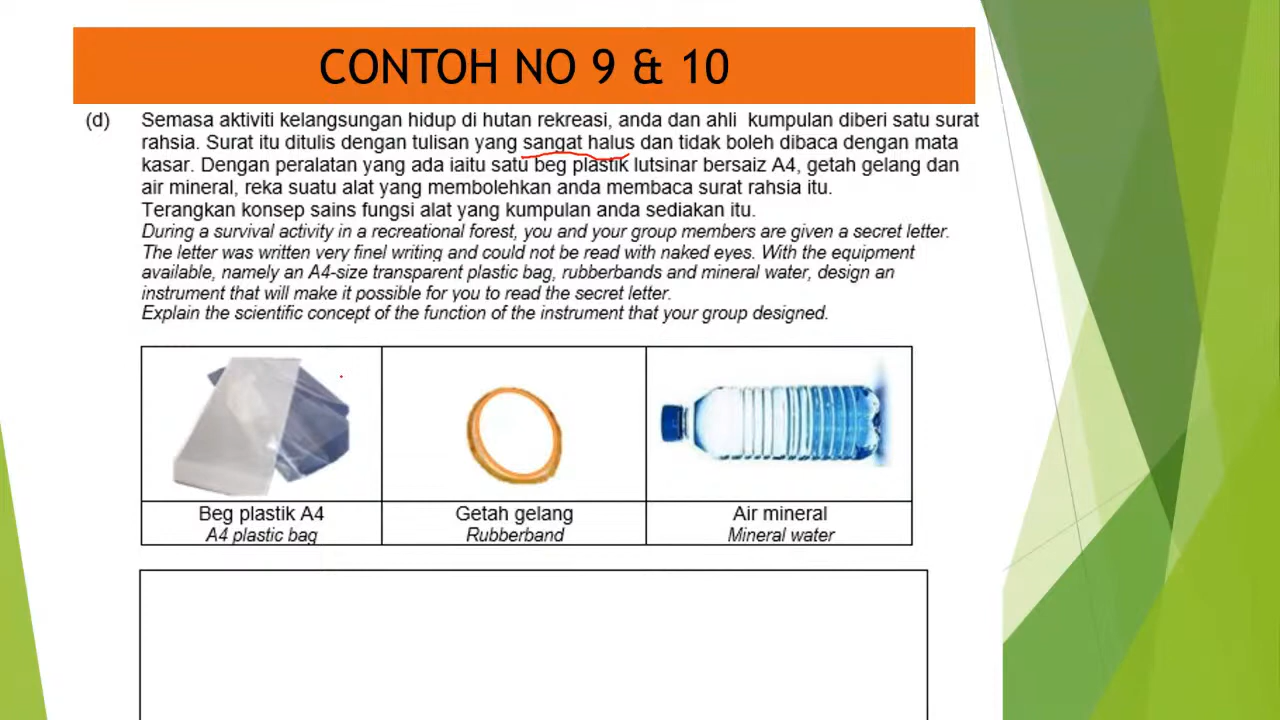 CONTOH NO 9 & 10
(d) Semasa aktiviti kelangsungan hidup di hutan rekreasi, anda dan ahli kumpulan diberi satu surat
rahsia. Surat itu ditulis dengan tulisan yang sangat halus dan tidak boleh dibaca dengan mata
kasar. Dengan peralatan yang ada iaitu satu beg plastik lutsinar bersaiz A4, getah gelang dan
air mineral, reka suatu alat yang membolehkan anda membaca surat rahsia itu.
Terangkan konsep sains fungsi alat yang kumpulan anda sediakan itu.
During a survival activity in a recreational forest, you and your group members are given a secret letter.
The letter was written very finel writing and could not be read with naked eyes. With the equipment
available, namely an A4-size transparent plastic bag, rubberbands and mineral water, design an
instrument that will make it possible for you to read the secret letter.
Explain the scientific concept of the function of the instrument that your group designed.
Beg plastik A4
A4 plastic bag
Getah gelang
Rubberband
Air mineral
Mineral water